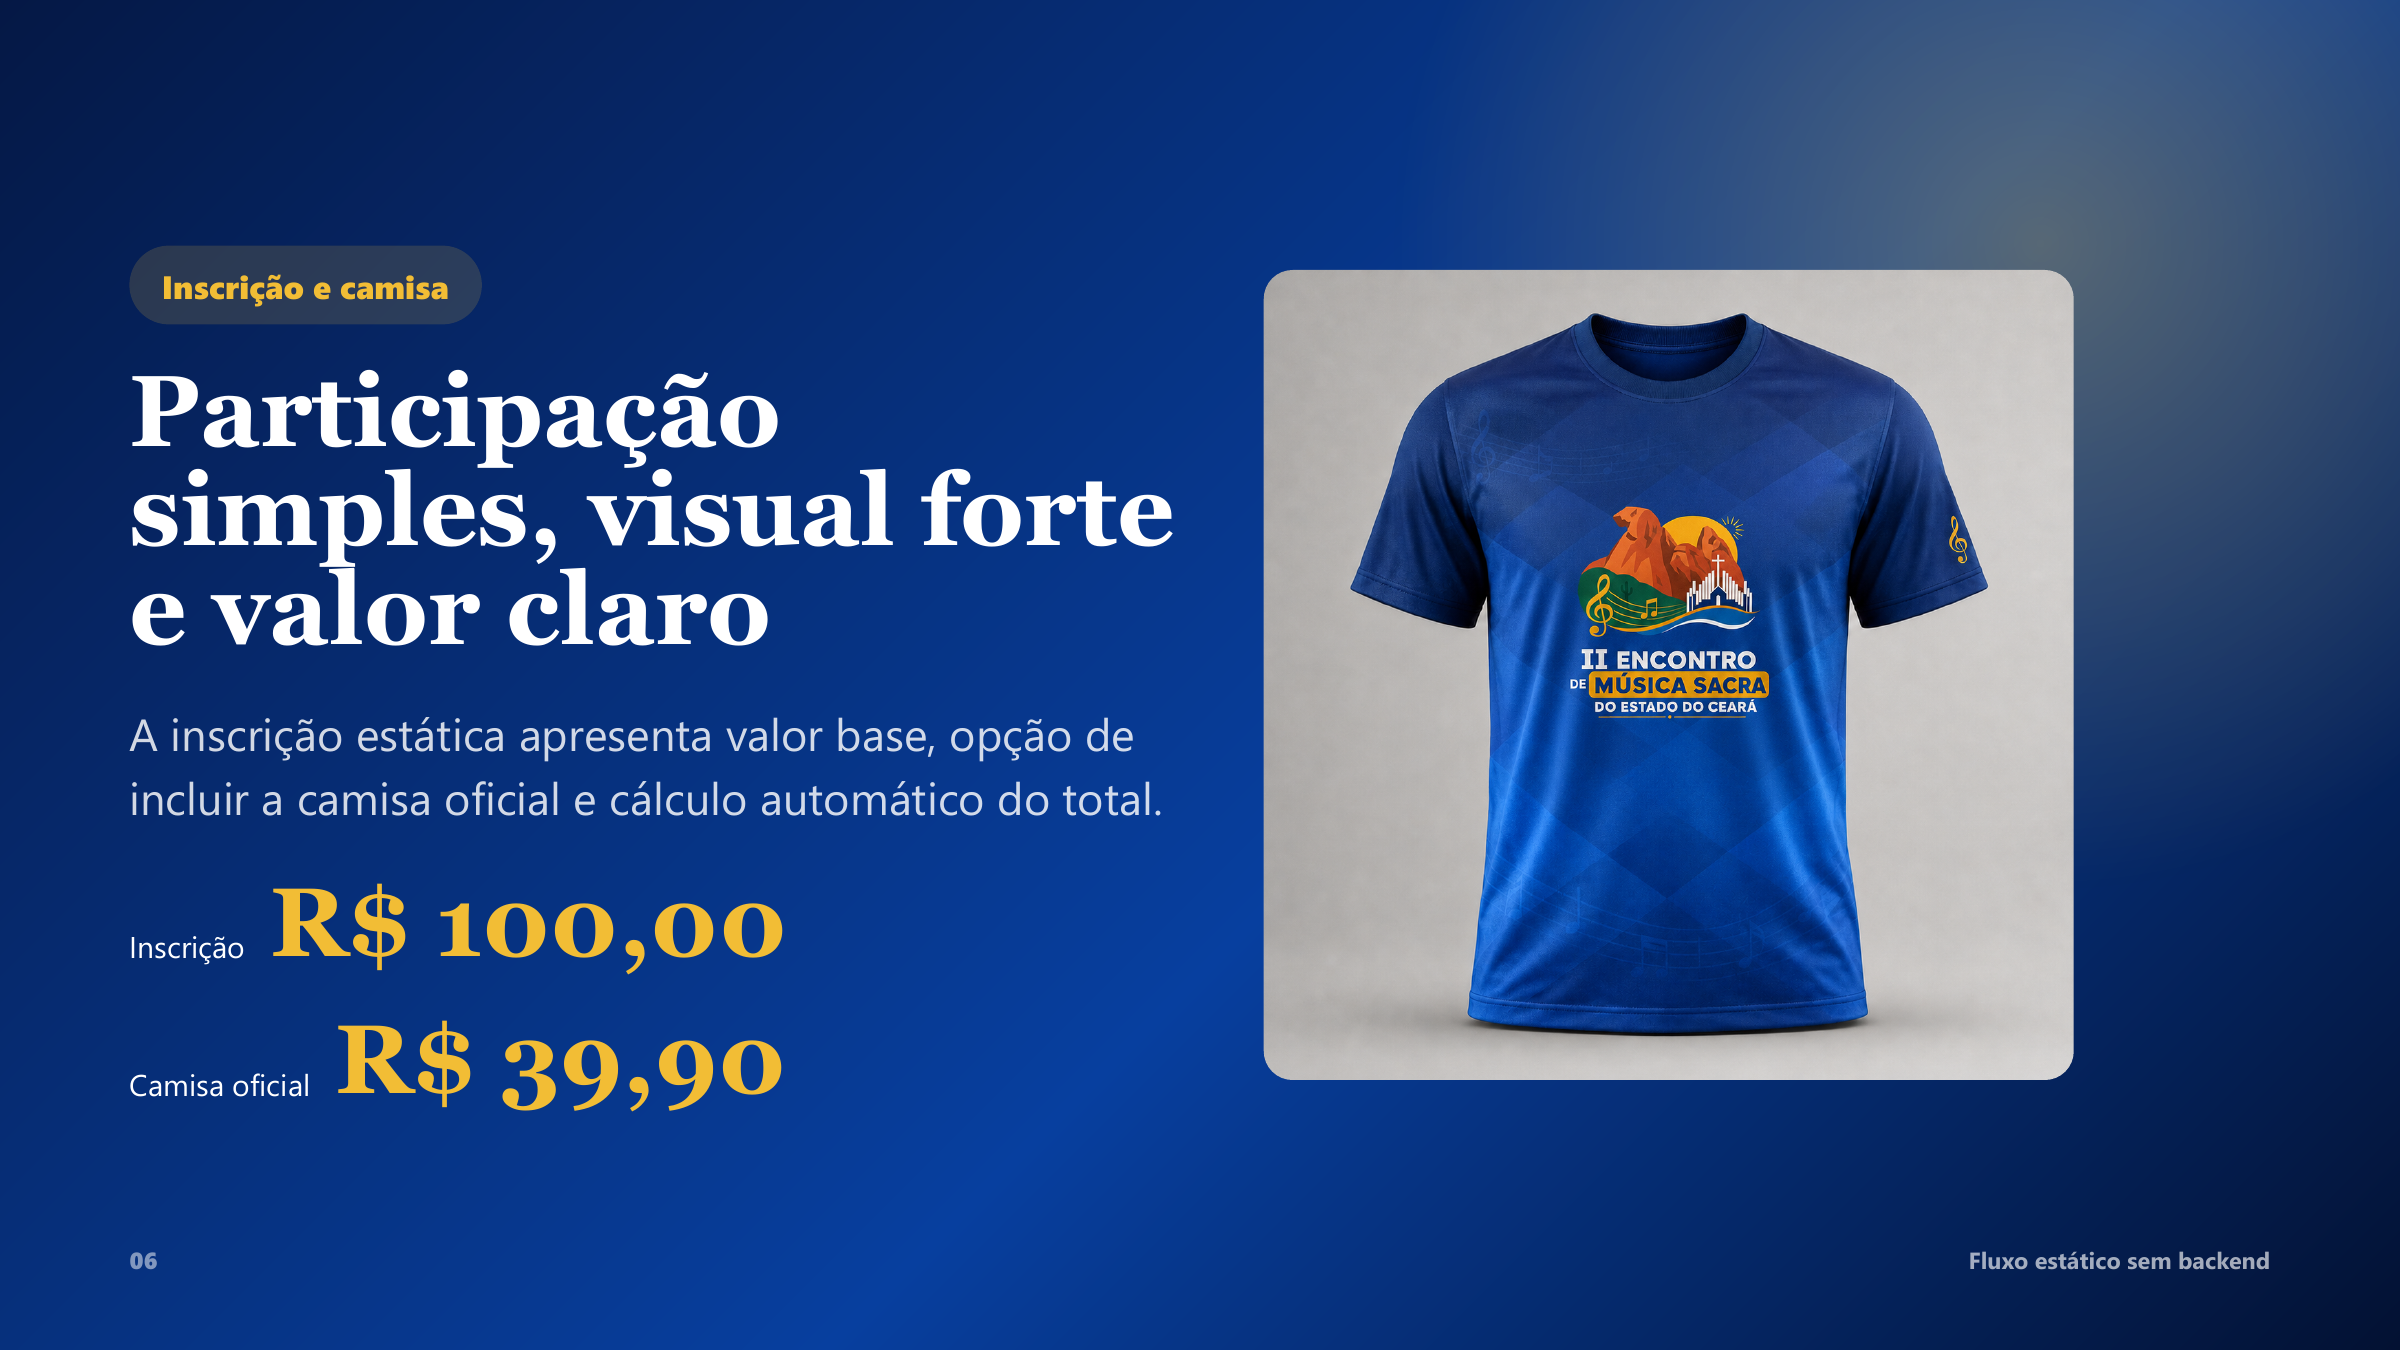 Inscrição e camisa
Participação
simples, visual forte
e valor claro
A inscrição estática apresenta valor base, opção de
incluir a camisa oficial e cálculo automático do total.
Inscrição R$ 100,00
Camisa oficial R$ 39,90
II ENCONTRO
DE MÚSICA SACRA
DO ESTADO DO CEARÁ
06
Fluxo estático sem backend